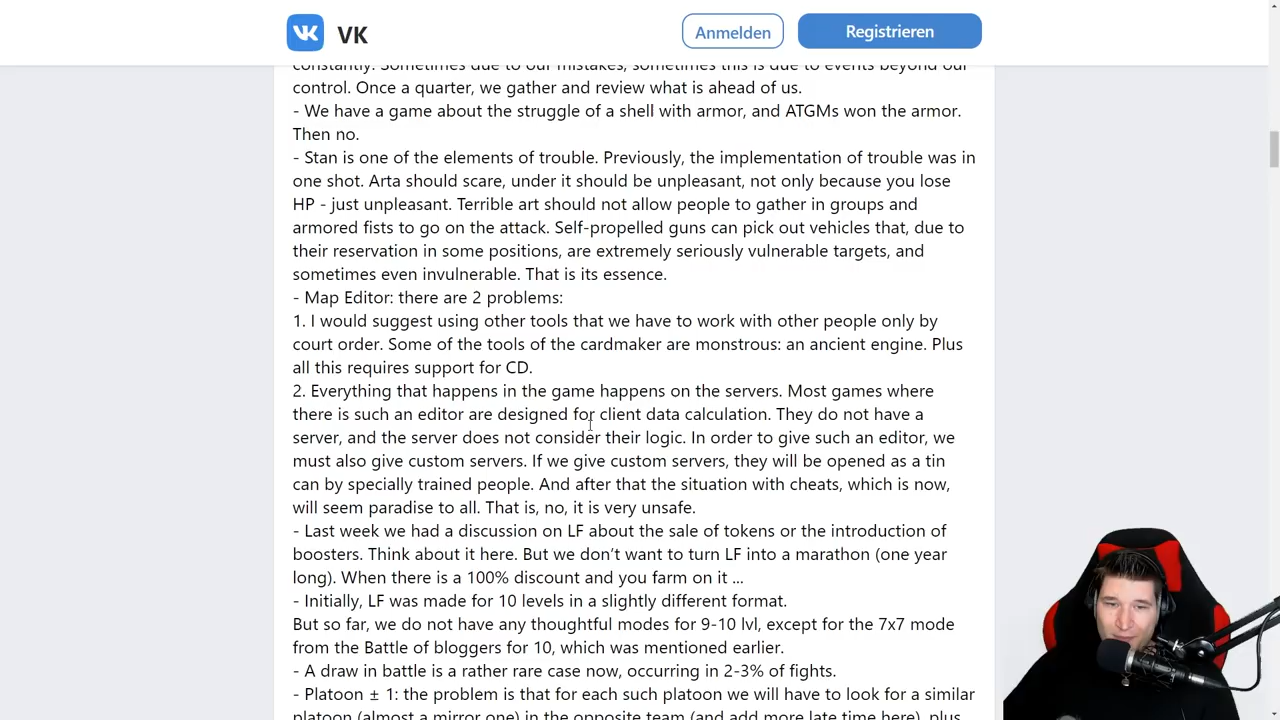 VK
Anmelden
Registrieren
constantly. Sometimes due to our mistakes, sometimes this is due to events beyond our
control. Once a quarter, we gather and review what is ahead of us.
- We have a game about the struggle of a shell with armor, and ATGMs won the armor.
Then no.
- Stan is one of the elements of trouble. Previously, the implementation of trouble was in
one shot. Arta should scare, under it should be unpleasant, not only because you lose
HP - just unpleasant. Terrible art should not allow people to gather in groups and
armored fists to go on the attack. Self-propelled guns can pick out vehicles that, due to
their reservation in some positions, are extremely seriously vulnerable targets, and
sometimes even invulnerable. That is its essence.
- Map Editor: there are 2 problems:
1. I would suggest using other tools that we have to work with other people only by
court order. Some of the tools of the cardmaker are monstrous: an ancient engine. Plus
all this requires support for CD.
2. Everything that happens in the game happens on the servers. Most games where
there is such an editor are designed for client data calculation. They do not have a
server, and the server does not consider their logic. In order to give such an editor, we
must also give custom servers. If we give custom servers, they will be opened as a tin
can by specially trained people. And after that the situation with cheats, which is now,
will seem paradise to all. That is, no, it is very unsafe.
- Last week we had a discussion on LF about the sale of tokens or the introduction of
boosters. Think about it here. But we don't want to turn LF into a marathon (one year
long). When there is a 100% discount and you farm on it ...
- Initially, LF was made for 10 levels in a slightly different format.
But so far, we do not have any thoughtful modes for 9-10 lvl, except for the 7x7 mode
from the Battle of bloggers for 10, which was mentioned earlier.
- A draw in battle is a rather rare case now, occurring in 2-3% of fights.
- Platoon ± 1: the problem is that for each such platoon we will have to look for a similar
platoon (almost a mirror one) in the opposite team (and add more late time here), plus